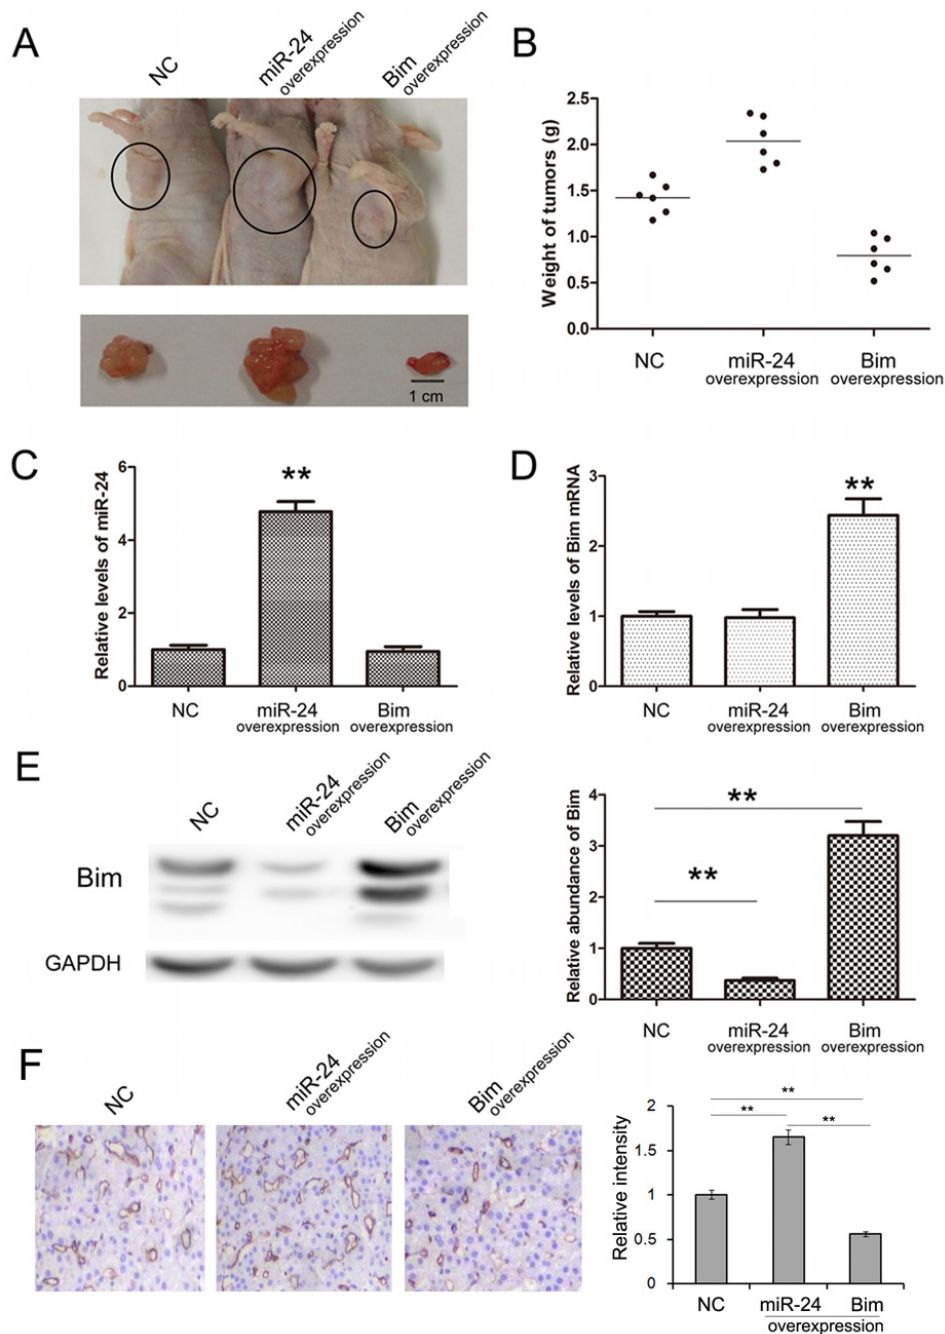 A
NC
miR-24
overexpression
Bim
overexpression
1 cm
B
Weight of tumors (g)
2.5
2.0
1.5
1.0
0.5
0.0
NC
miR-24
overexpression
Bim
overexpression
C
Relative levels of miR-24
6
4
2
0
**
NC
miR-24
overexpression
Bim
overexpression
D
Relative levels of Bim mRNA
3
2
1
0
**
NC
miR-24
overexpression
Bim
overexpression
E
NC
miR-24
overexpression
Bim
overexpression
Bim
GAPDH
Relative abundance of Bim
4
3
2
1
0
**
**
NC
miR-24
overexpression
Bim
overexpression
F
NC
miR-24
overexpression
Bim
overexpression
Relative intensity
2
1.5
1
0.5
0
**
**
**
NC
miR-24
Bim
overexpression